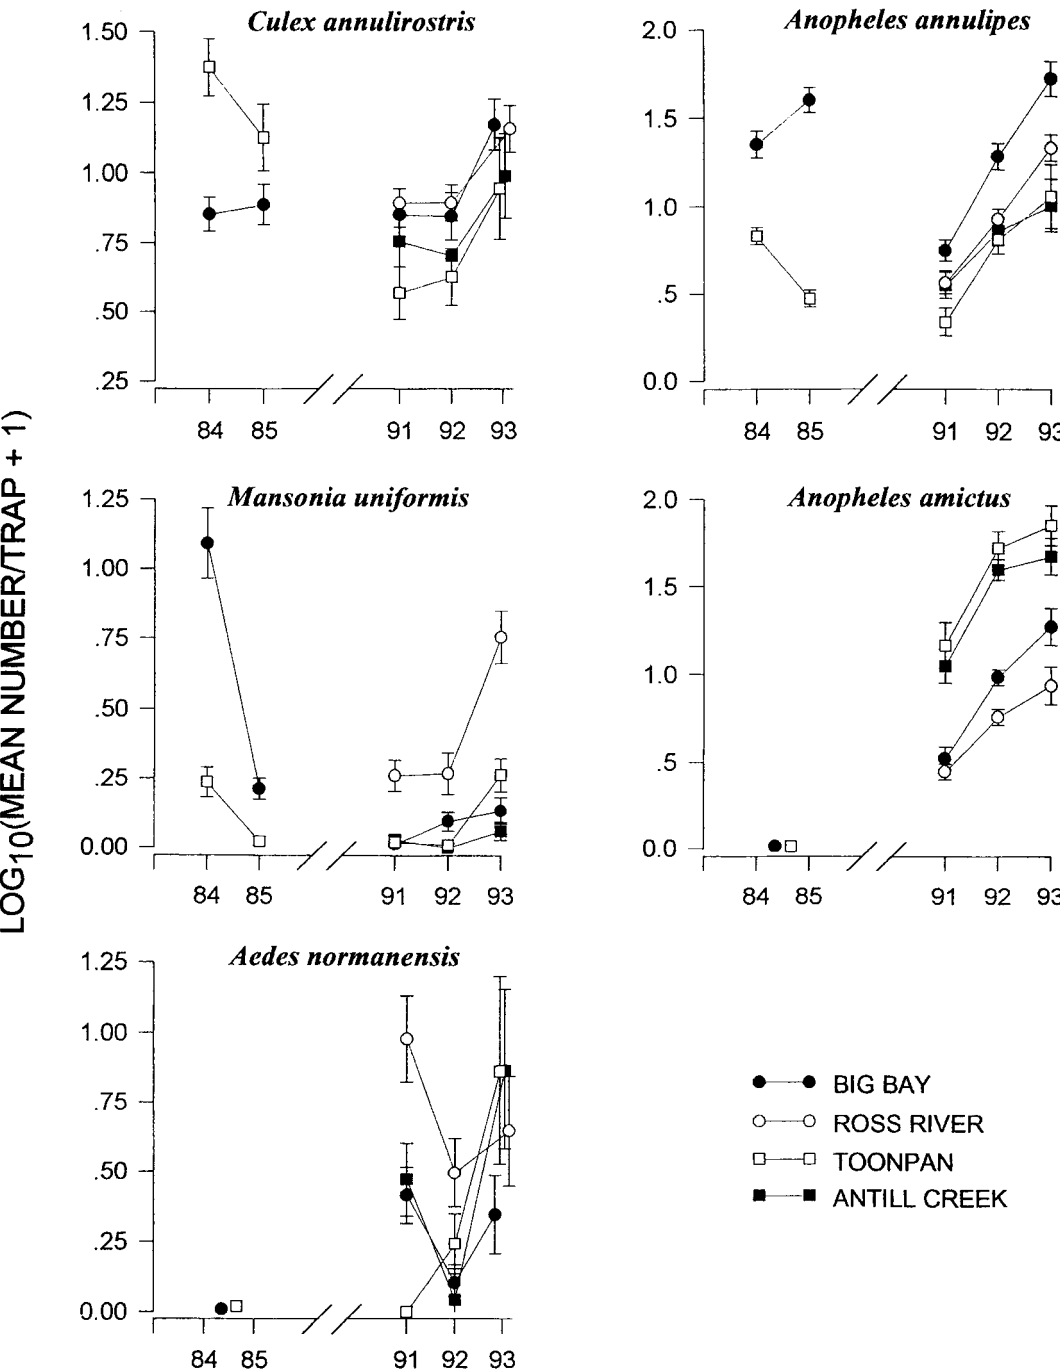 LOG10(MEAN NUMBER/TRAP + 1)
Culex annulirostris
1.50
1.25
1.00
.75
.50
.25
84 85 91 92 93
Anopheles annulipes
2.0
1.5
1.0
.5
0.0
84 85 91 92 93
Mansonia uniformis
1.25
1.00
.75
.50
.25
0.00
84 85 91 92 93
Anopheles amictus
2.0
1.5
1.0
.5
0.0
84 85 91 92 93
Aedes normanensis
1.25
1.00
0.75
0.50
0.25
0.00
84 85 91 92 93
BIG BAY
ROSS RIVER
TOONPAN
ANTILL CREEK